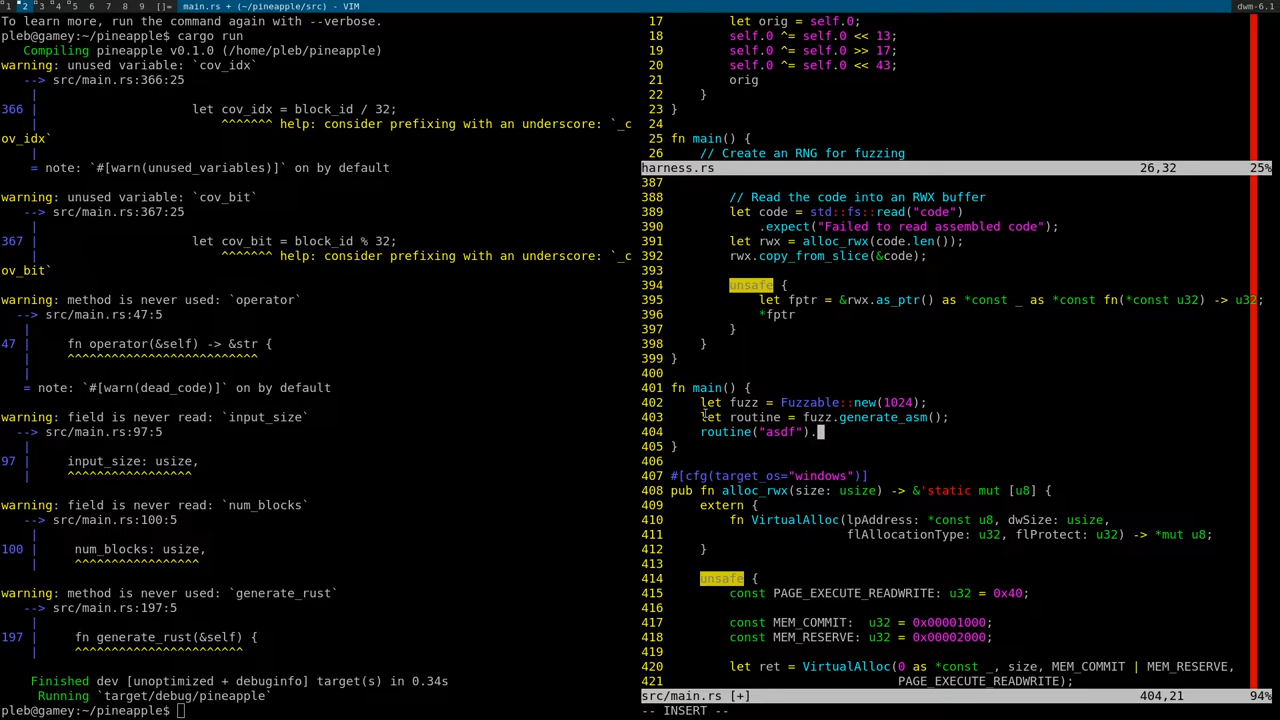 1 2 3 4 5 6 7 8 9 []= main.rs + (~/pineapple/src) - VIM dwm-6.1
To learn more, run the command again with --verbose.
pleb@gamey:~/pineapple$ cargo run
Compiling pineapple v0.1.0 (/home/pleb/pineapple)
warning: unused variable: `cov_idx`
--> src/main.rs:366:25
|
366 | let cov_idx = block_id / 32;
| ^^^^^^^ help: consider prefixing with an underscore: `_c
ov_idx`
|
= note: `#[warn(unused_variables)]` on by default
warning: unused variable: `cov_bit`
--> src/main.rs:367:25
|
367 | let cov_bit = block_id % 32;
| ^^^^^^^ help: consider prefixing with an underscore: `_c
ov_bit`
warning: method is never used: `operator`
--> src/main.rs:47:5
|
47 | fn operator(&self) -> &str {
| ^^^^^^^^^^^^^^^^^^^^^^^^^^
|
= note: `#[warn(dead_code)]` on by default
warning: field is never read: `input_size`
--> src/main.rs:97:5
|
97 | input_size: usize,
| ^^^^^^^^^^^^^^^^^
warning: field is never read: `num_blocks`
--> src/main.rs:100:5
|
100 | num_blocks: usize,
| ^^^^^^^^^^^^^^^^^
warning: method is never used: `generate_rust`
--> src/main.rs:197:5
|
197 | fn generate_rust(&self) {
| ^^^^^^^^^^^^^^^^^^^^^^^
Finished dev [unoptimized + debuginfo] target(s) in 0.34s
Running `target/debug/pineapple`
pleb@gamey:~/pineapple$
17 let orig = self.0;
18 self.0 ^= self.0 << 13;
19 self.0 ^= self.0 >> 17;
20 self.0 ^= self.0 << 43;
21 orig
22 }
23 }
24
25 fn main() {
26 // Create an RNG for fuzzing
harness.rs 26,32 25%
387
388 // Read the code into an RWX buffer
389 let code = std::fs::read("code")
390 .expect("Failed to read assembled code");
391 let rwx = alloc_rwx(code.len());
392 rwx.copy_from_slice(&code);
393
394 unsafe {
395 let fptr = &rwx.as_ptr() as *const _ as *const fn(*const u32) -> u32;
396 *fptr
397 }
398 }
399 }
400
401 fn main() {
402 let fuzz = Fuzzable::new(1024);
403 let routine = fuzz.generate_asm();
404 routine("asdf").
405 }
406
407 #[cfg(target_os="windows")]
408 pub fn alloc_rwx(size: usize) -> &'static mut [u8] {
409 extern {
410 fn VirtualAlloc(lpAddress: *const u8, dwSize: usize,
411 flAllocationType: u32, flProtect: u32) -> *mut u8;
412 }
413
414 unsafe {
415 const PAGE_EXECUTE_READWRITE: u32 = 0x40;
416
417 const MEM_COMMIT: u32 = 0x00001000;
418 const MEM_RESERVE: u32 = 0x00002000;
419
420 let ret = VirtualAlloc(0 as *const _, size, MEM_COMMIT | MEM_RESERVE,
421 PAGE_EXECUTE_READWRITE);
src/main.rs [+] 404,21 94%
-- INSERT --